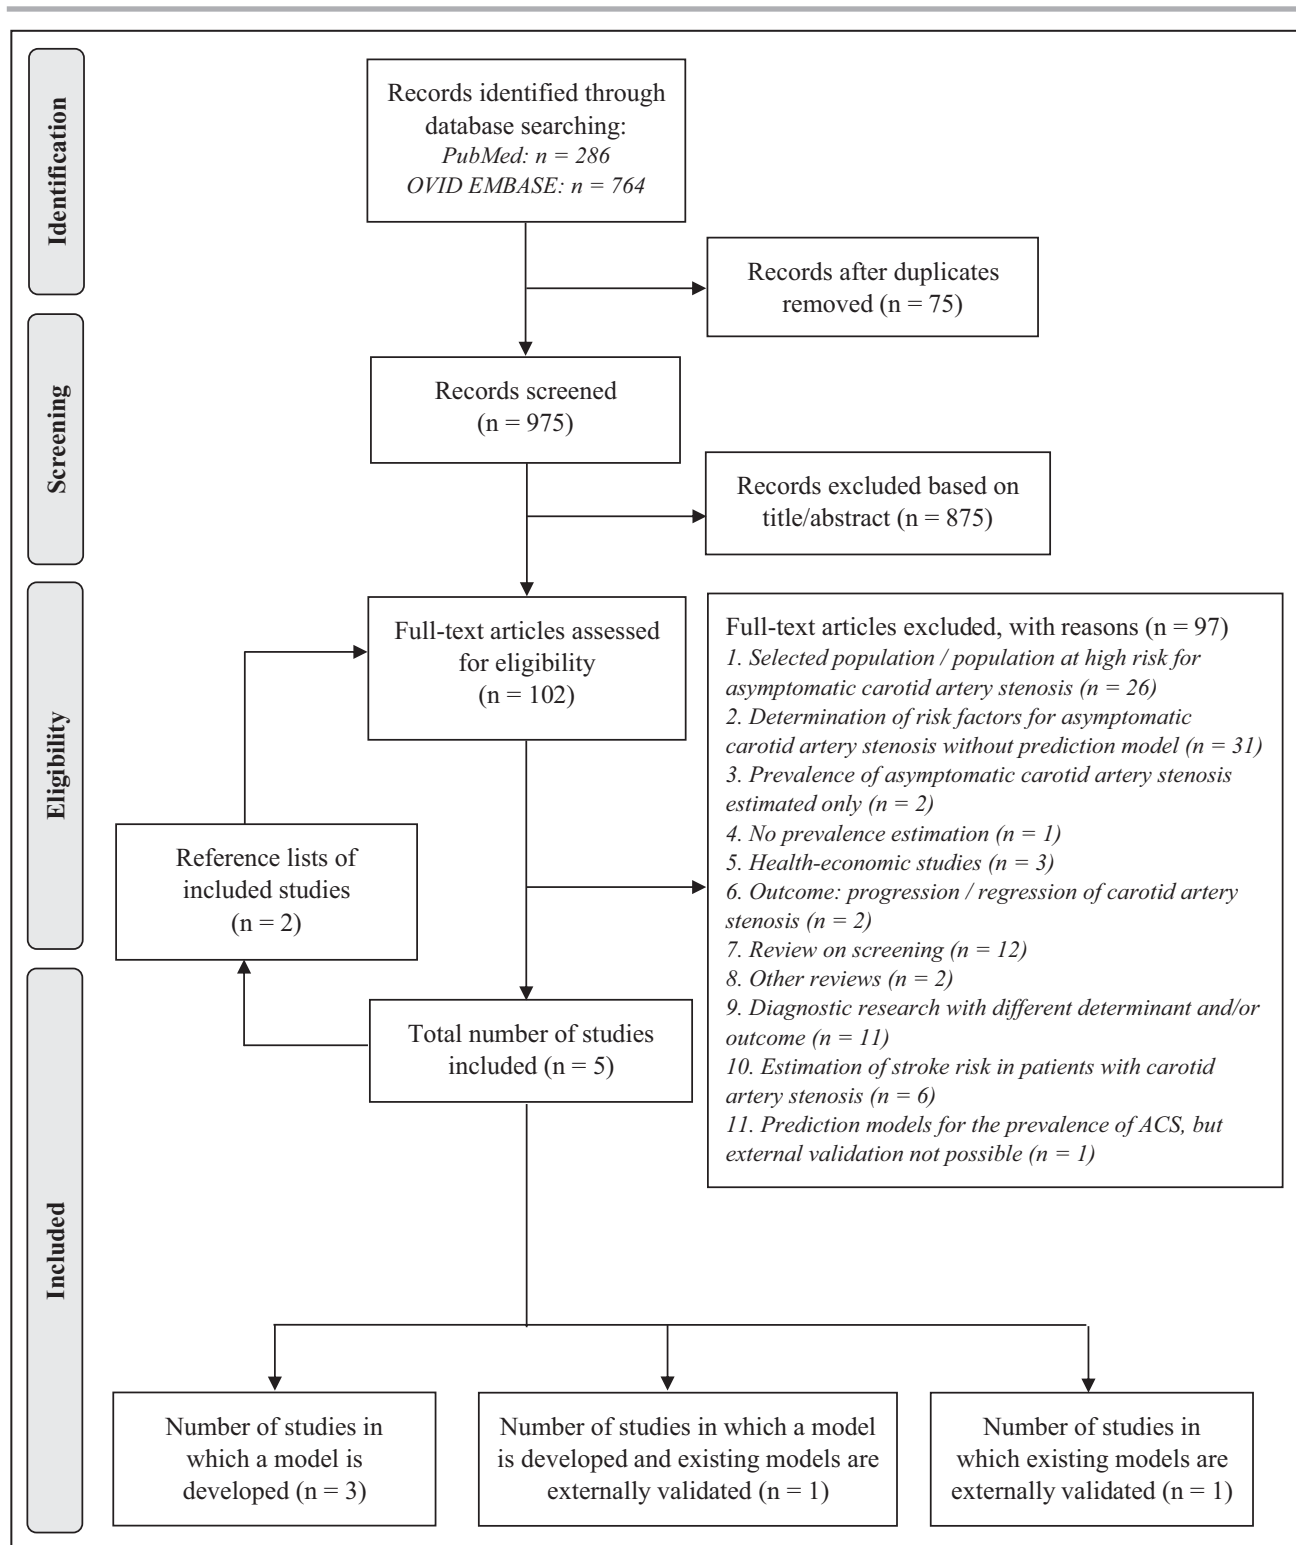 Identification
Records identified through
database searching:
PubMed: n = 286
OVID EMBASE: n = 764
Records after duplicates
removed (n = 75)
Screening
Records screened
(n = 975)
Records excluded based on
title/abstract (n = 875)
Eligibility
Full-text articles assessed
for eligibility
(n = 102)
Full-text articles excluded, with reasons (n = 97)
1. Selected population / population at high risk for
asymptomatic carotid artery stenosis (n = 26)
2. Determination of risk factors for asymptomatic
carotid artery stenosis without prediction model (n = 31)
3. Prevalence of asymptomatic carotid artery stenosis
estimated only (n = 2)
4. No prevalence estimation (n = 1)
5. Health-economic studies (n = 3)
6. Outcome: progression / regression of carotid artery
stenosis (n = 2)
7. Review on screening (n = 12)
8. Other reviews (n = 2)
9. Diagnostic research with different determinant and/or
outcome (n = 11)
10. Estimation of stroke risk in patients with carotid
artery stenosis (n = 6)
11. Prediction models for the prevalence of ACS, but
external validation not possible (n = 1)
Reference lists of
included studies
(n = 2)
Included
Total number of studies
included (n = 5)
Number of studies in
which a model is
developed (n = 3)
Number of studies in which a model
is developed and existing models are
externally validated (n = 1)
Number of studies in
which existing models are
externally validated (n = 1)